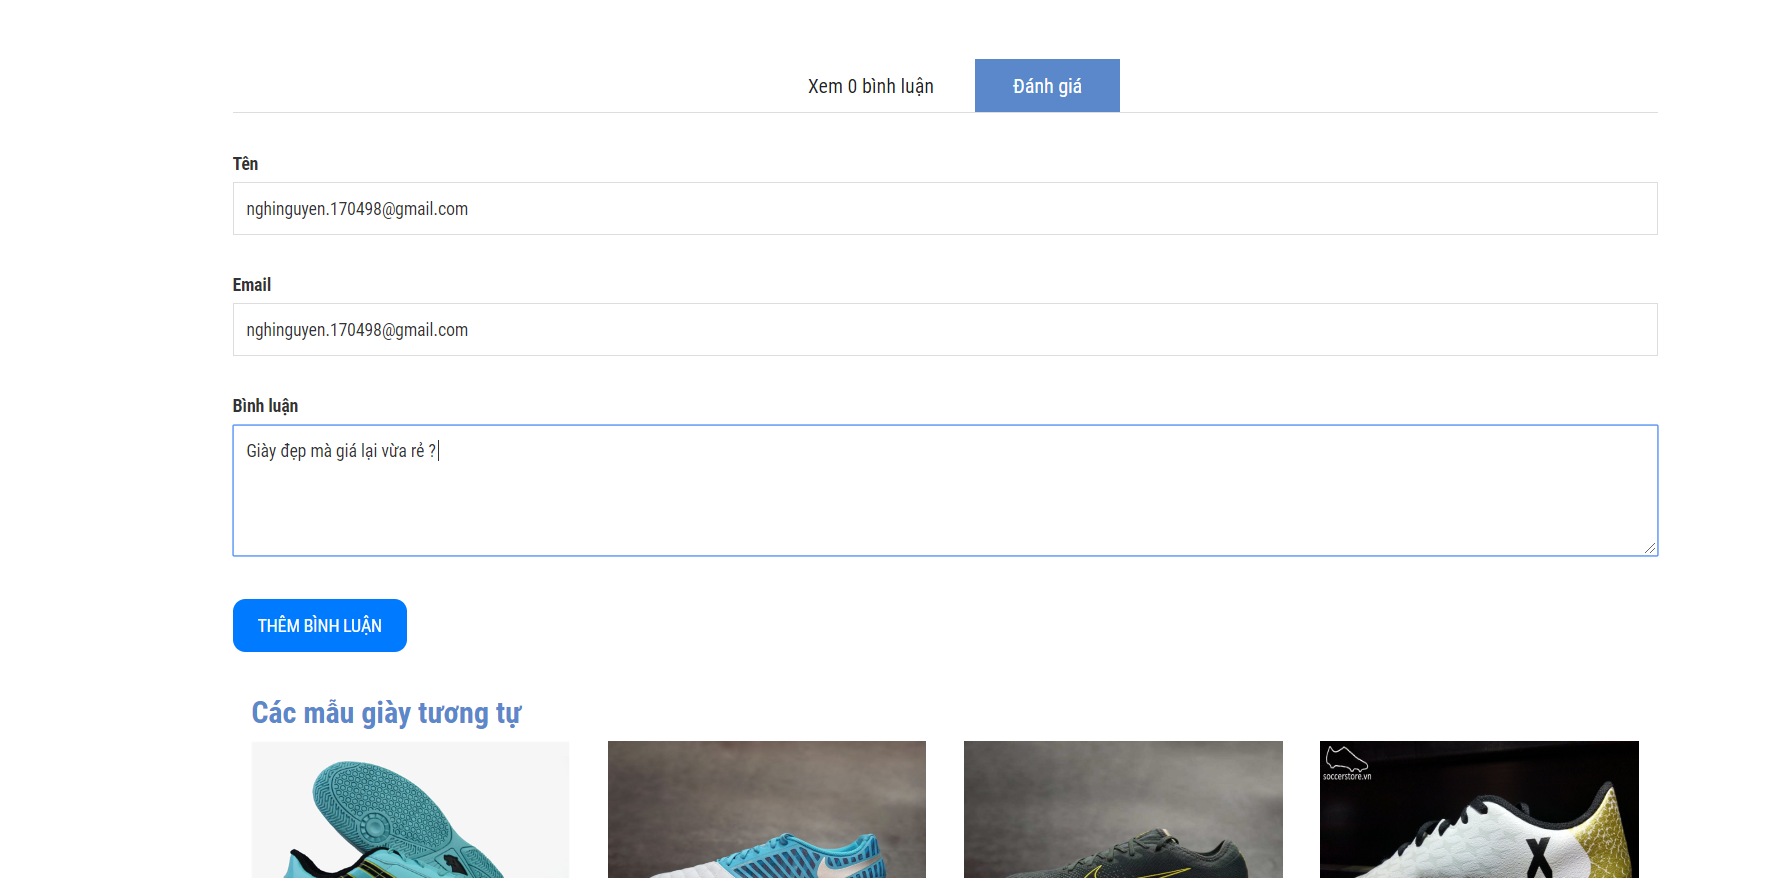 Xem 0 bình luận
Đánh giá
Tên
nghinguyen.170498@gmail.com
Email
nghinguyen.170498@gmail.com
Bình luận
Giày đẹp mà giá lại vừa rẻ ?
THÊM BÌNH LUẬN
Các mẫu giày tương tự
soccerstore.vn
X